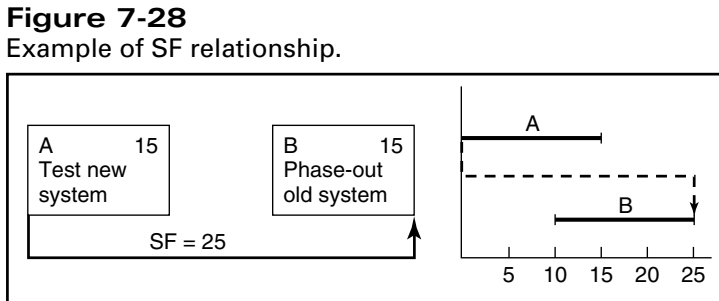 Figure 7-28
Example of SF relationship.
A 15
Test new
system
B 15
Phase-out
old system
SF = 25
A
B
5 10 15 20 25